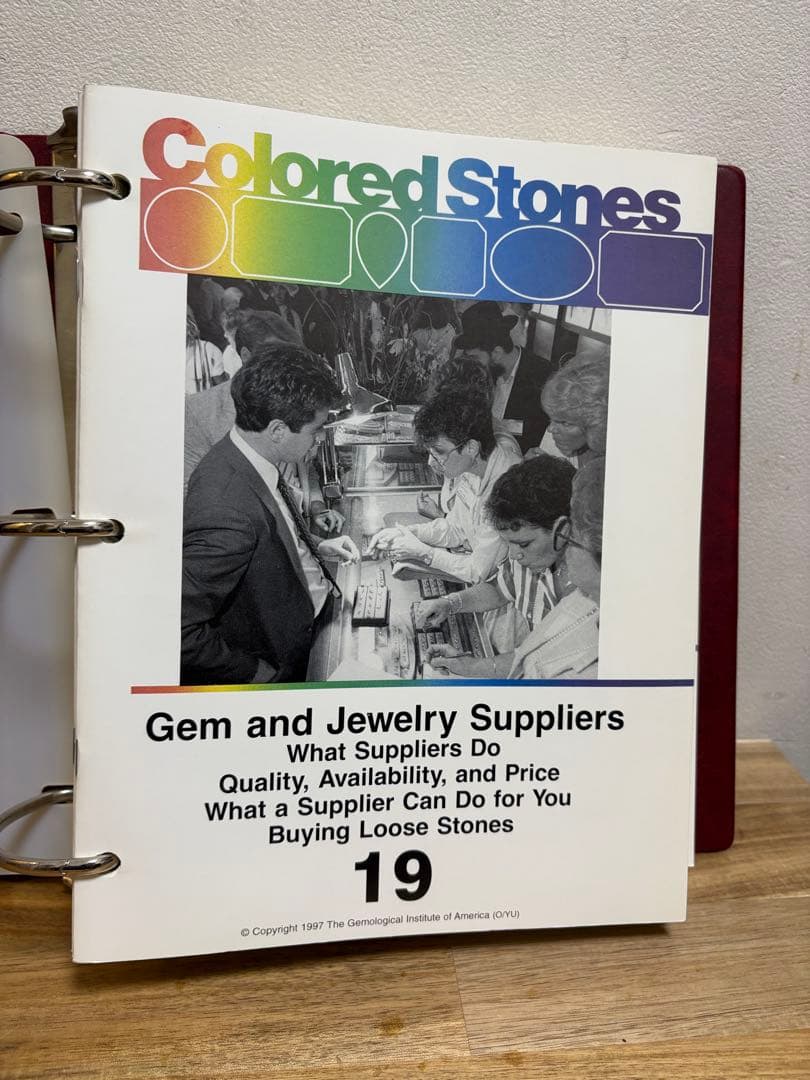 Colored Stones
Gem and Jewelry Suppliers
What Suppliers Do
Quality, Availability, and Price
What a Supplier Can Do for You
Buying Loose Stones
19
© Copyright 1997 The Gemological Institute of America (O/YU)